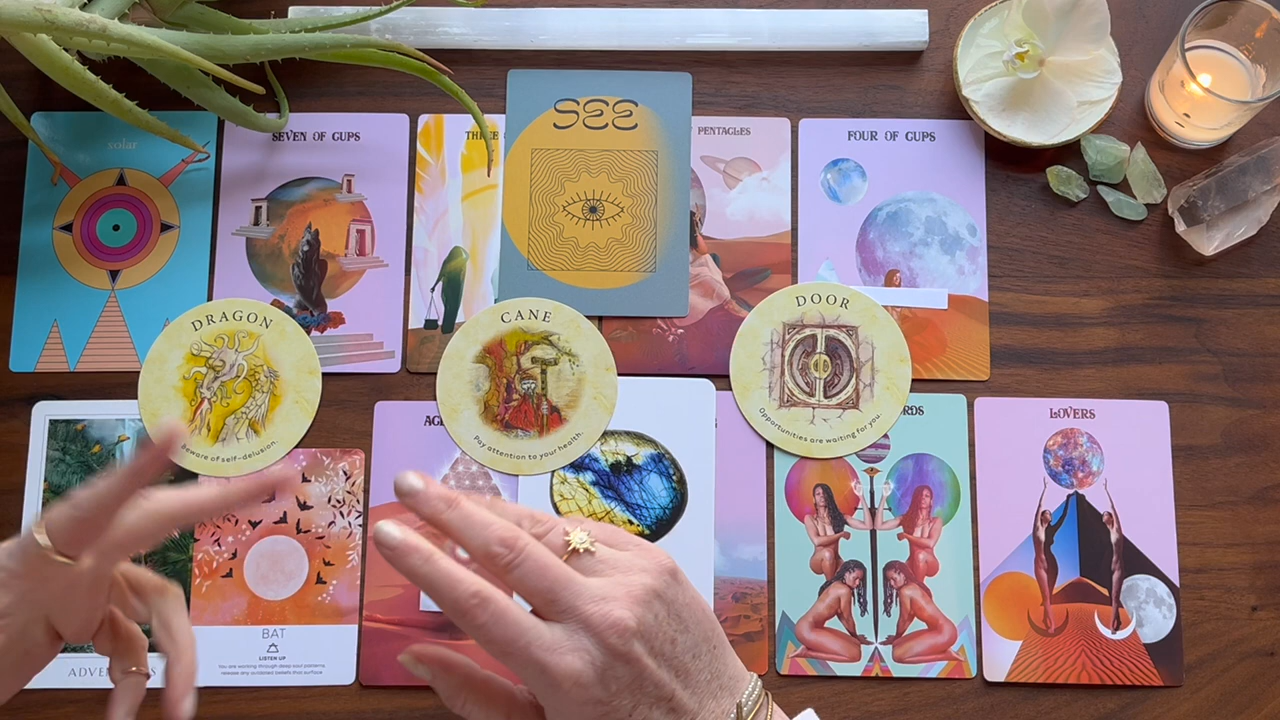 solar
SEVEN OF CUPS
SEE
PENTACLES
FOUR OF CUPS
DRAGON
Beware of self-delusion.
CANE
Pay attention to your health.
DOOR
Opportunities are waiting for you.
LOVERS
BAT
LISTEN UP
You are working through deep soul patterns,
release any outdated beliefs that surface